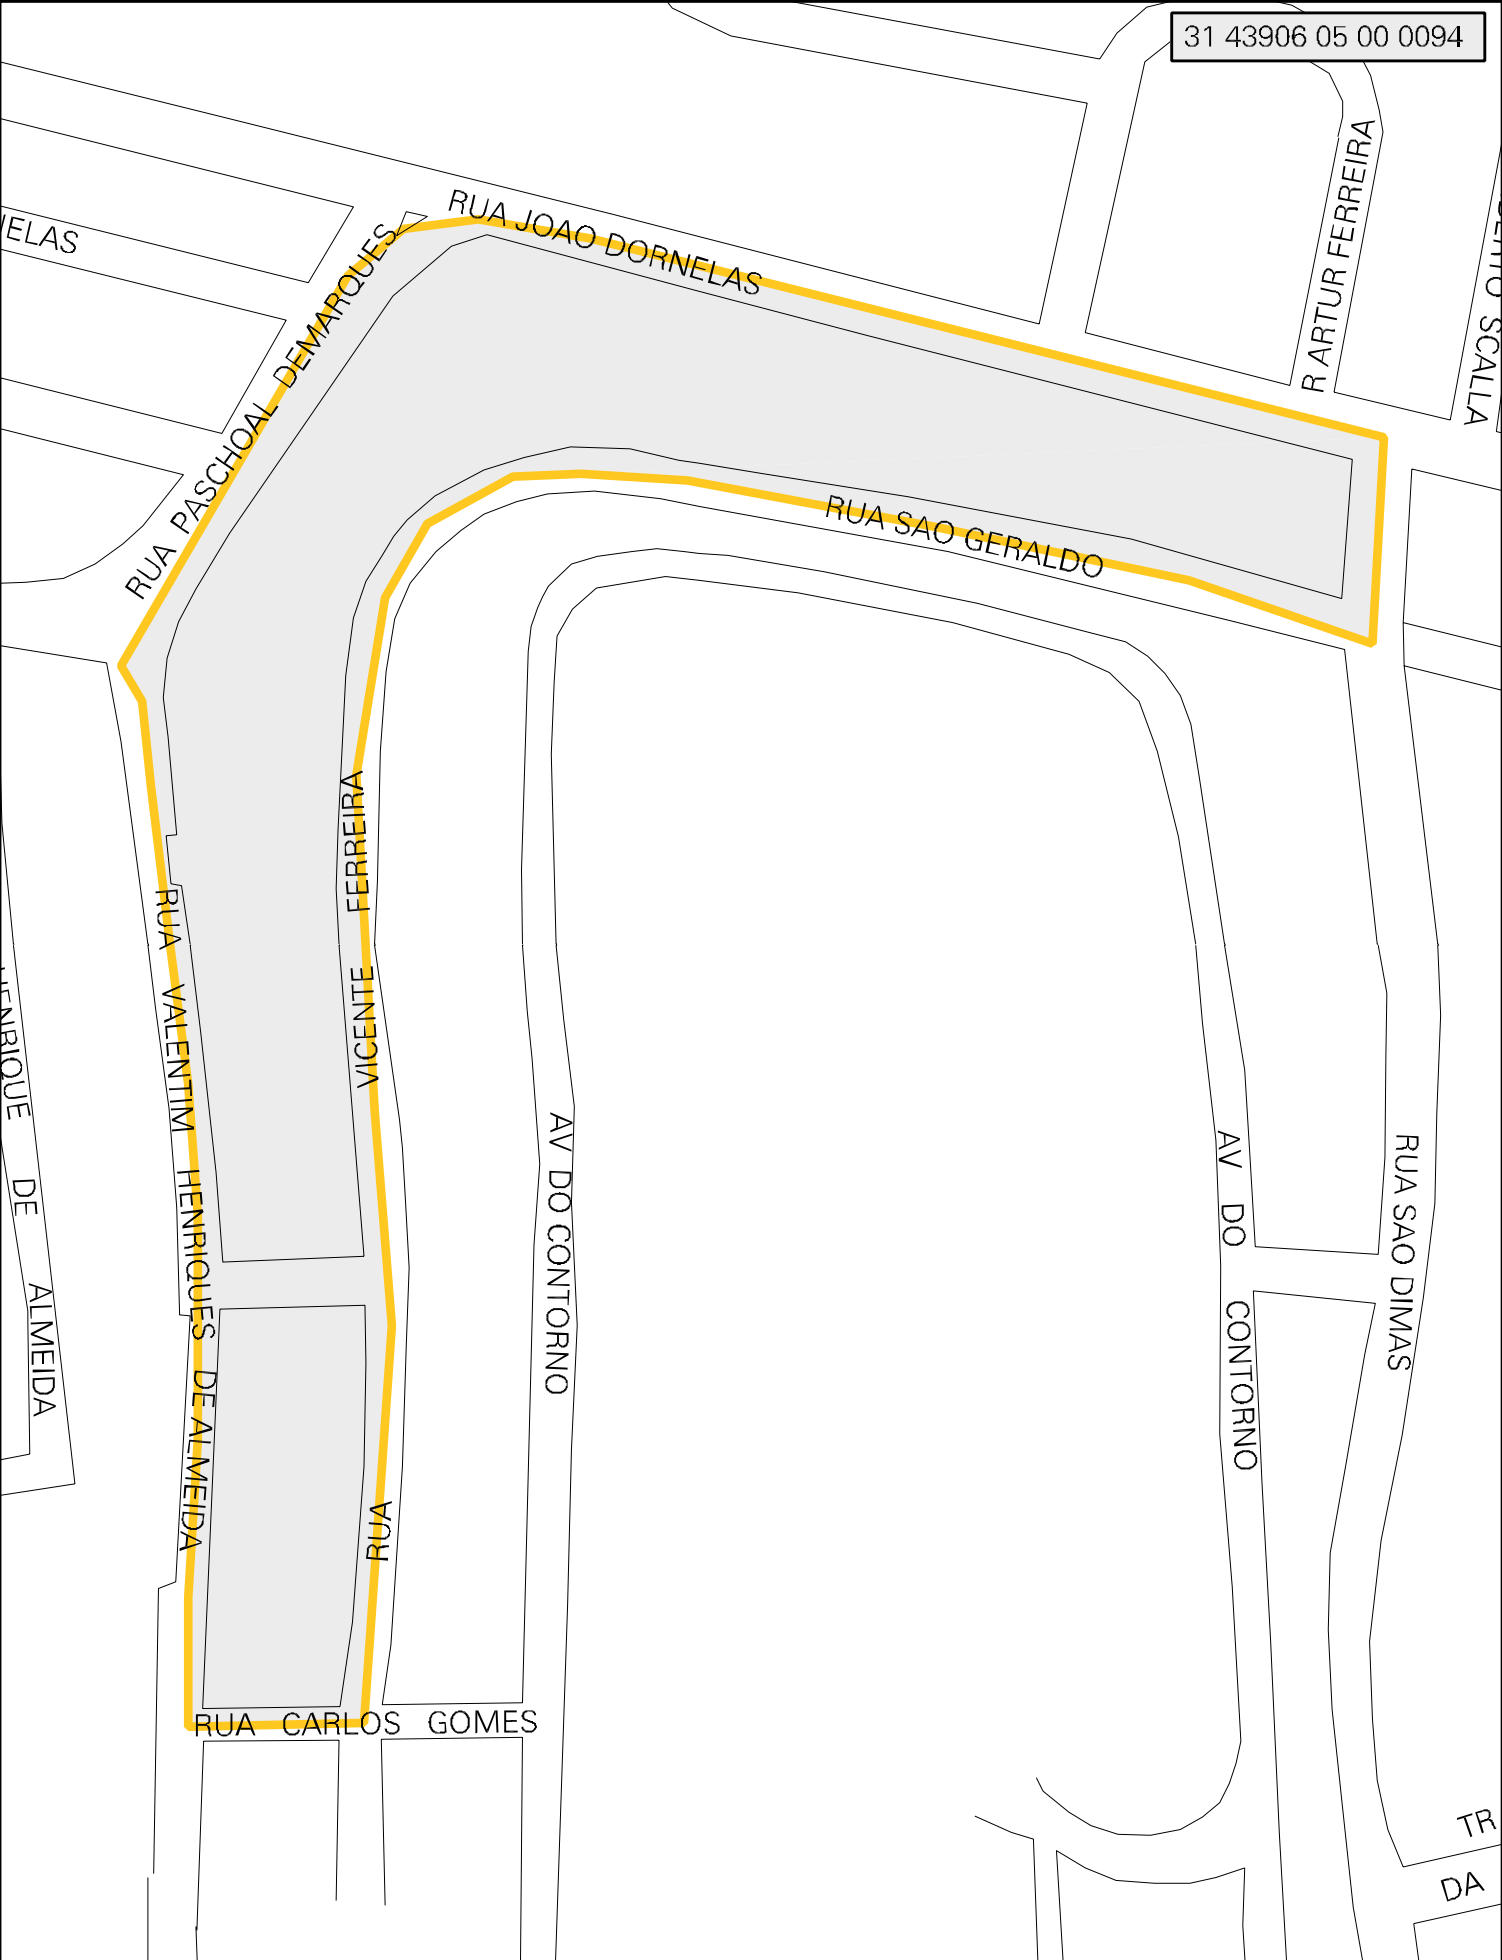 31 43906 05 00 0094
RUA JOAO DORNELAS
R ARTUR FERREIRA
SCALLA
RUA PASCHOAL DEMARQUES
RUA SAO GERALDO
RUA VICENTE FERREIRA
RUA VALENTIM HENRIQUES DE ALMEIDA
DE ALMEIDA
AV DO CONTORNO
AV DO CONTORNO
RUA SAO DIMAS
RUA CARLOS GOMES
TR
DA